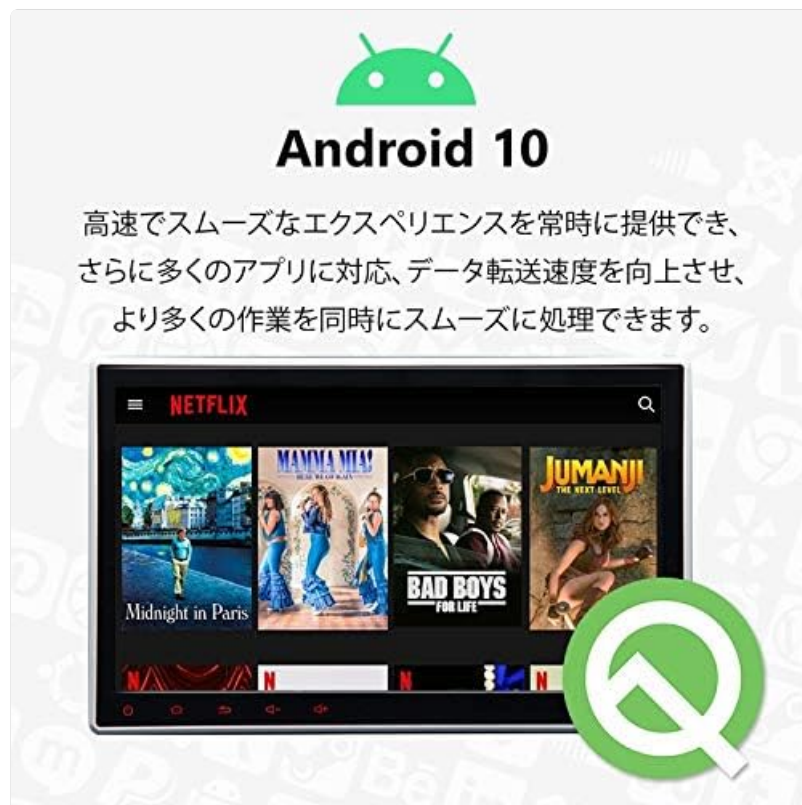 Android 10
高速でスムーズなエクスペリエンスを常時に提供でき、
さらに多くのアプリに対応、データ転送速度を向上させ、
より多くの作業を同時にスムーズに処理できます。
NETFLIX
MAMMA MIA!
HERE WE GO AGAIN
JUMANJI
THE NEXT LEVEL
Midnight in Paris
BAD BOYS
FOR LIFE
N
N
N
N